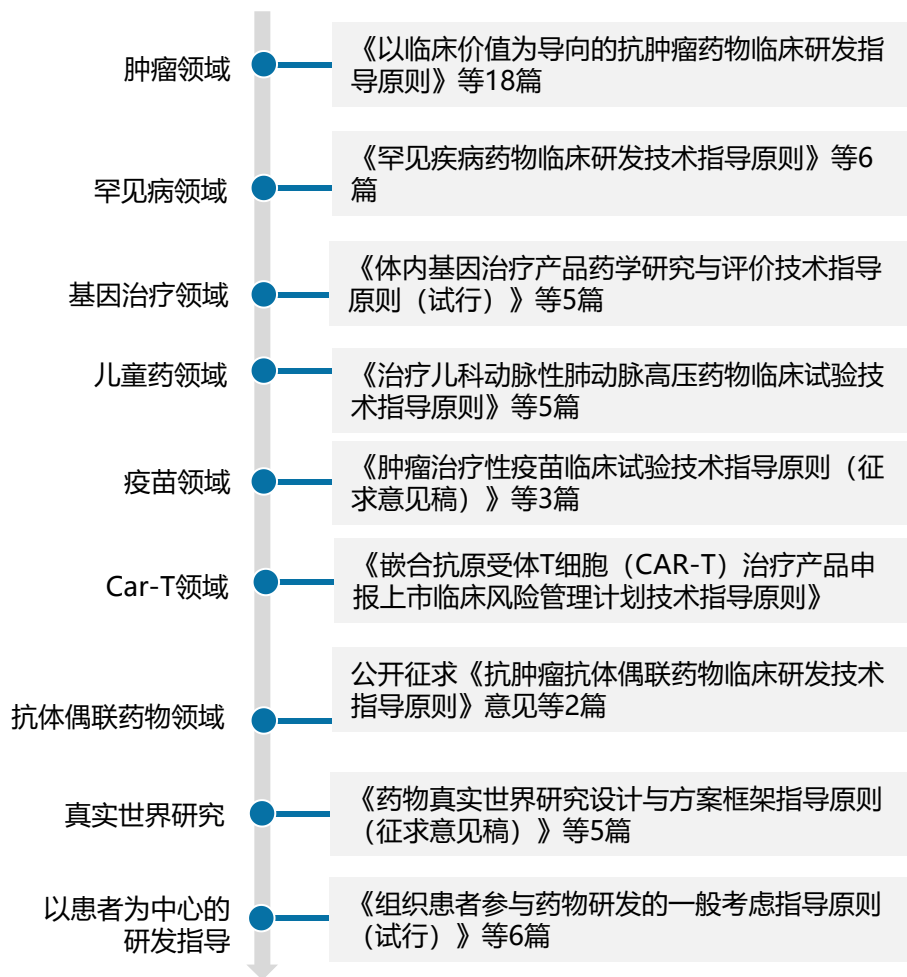 肿瘤领域
《以临床价值为导向的抗肿瘤药物临床研发指
导原则》等18篇
罕见病领域
《罕见疾病药物临床研发技术指导原则》等6
篇
基因治疗领域
《体内基因治疗产品药学研究与评价技术指导
原则（试行）》等5篇
儿童药领域
《治疗儿科动脉性肺动脉高压药物临床试验技
术指导原则》等5篇
疫苗领域
《肿瘤治疗性疫苗临床试验技术指导原则（征
求意见稿）》等3篇
Car-T领域
《嵌合抗原受体T细胞（CAR-T）治疗产品申
报上市临床风险管理计划技术指导原则》
抗体偶联药物领域
公开征求《抗肿瘤抗体偶联药物临床研发技术
指导原则》意见等2篇
真实世界研究
《药物真实世界研究设计与方案框架指导原则
（征求意见稿）》等5篇
以患者为中心的
研发指导
《组织患者参与药物研发的一般考虑指导原则
(试行）》等6篇